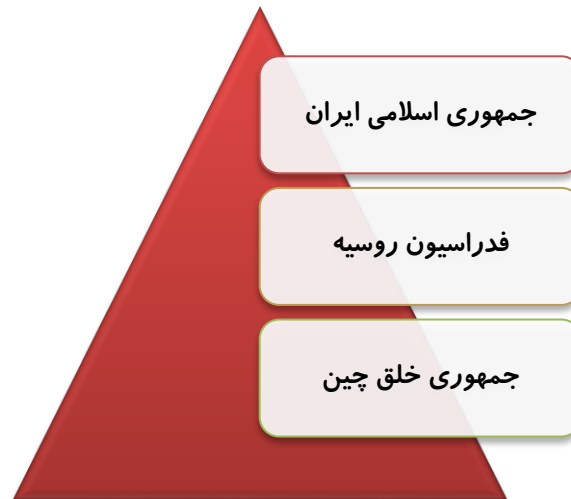 جمهوری اسلامی ایران
فدراسیون روسیه
جمهوری خلق چین